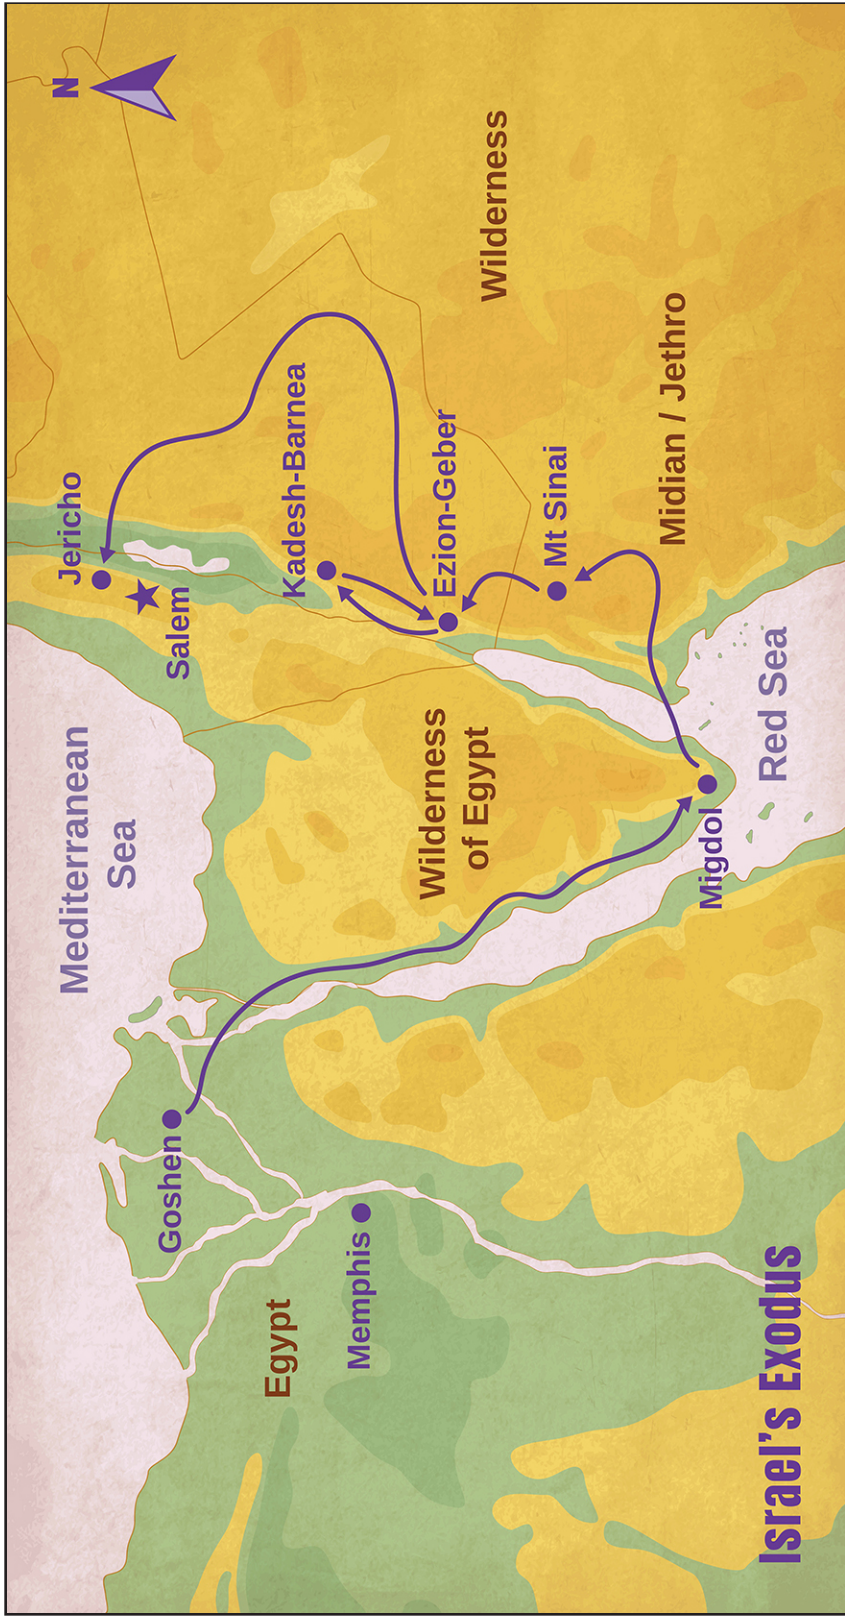 N
Mediterranean
Sea
Jericho
Salem
Goshen
Kadesh-Barnea
Egypt
Memphis
Ezion-Geber
Wilderness
Wilderness
of Egypt
Mt Sinai
Midian / Jethro
Migdol
Red Sea
Israel’s Exodus